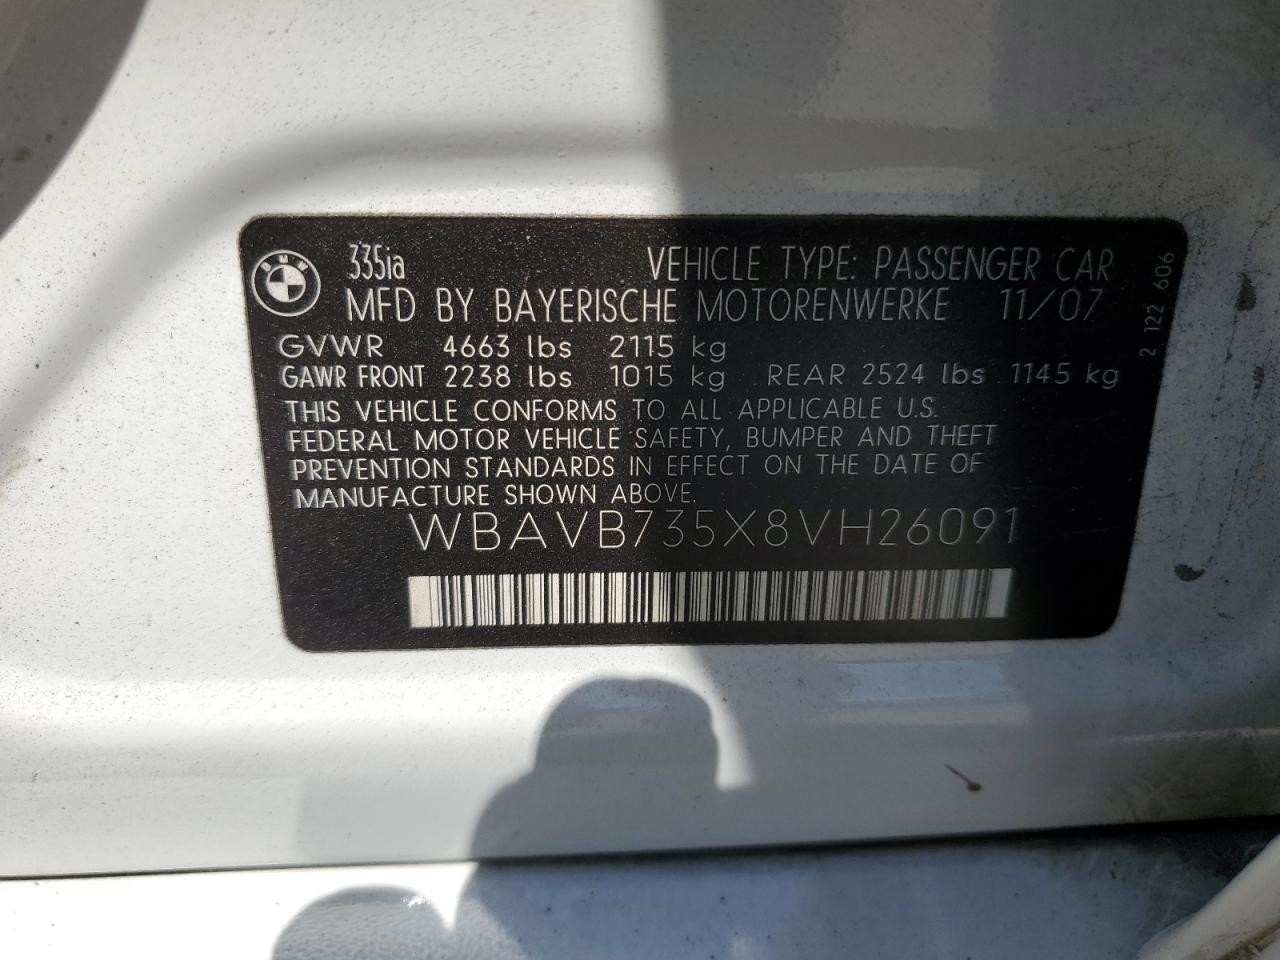 BMW
335ia VEHICLE TYPE: PASSENGER CAR
MFD BY BAYERISCHE MOTORENWERKE 11/07
GVWR 4663 lbs 2115 kg
GAWR FRONT 2238 lbs 1015 kg REAR 2524 lbs 1145 kg
THIS VEHICLE CONFORMS TO ALL APPLICABLE U.S.
FEDERAL MOTOR VEHICLE SAFETY, BUMPER AND THEFT
PREVENTION STANDARDS IN EFFECT ON THE DATE OF
MANUFACTURE SHOWN ABOVE.
WBAVB735X8VH26091
2 122 606